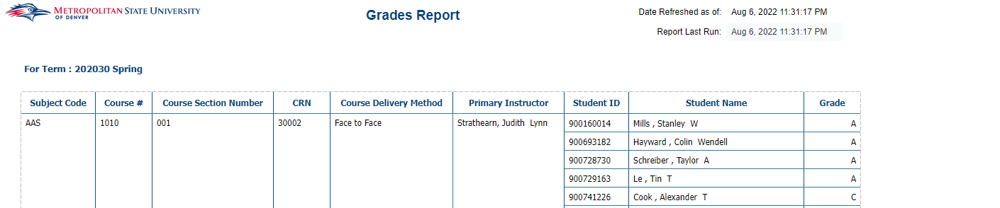 METROPOLITAN STATE UNIVERSITY
OF DENVER
Grades Report
Date Refreshed as of: Aug 6, 2022 11:31:17 PM
Report Last Run: Aug 6, 2022 11:31:17 PM
For Term : 202030 Spring
Subject Code Course # Course Section Number CRN Course Delivery Method Primary Instructor Student ID Student Name Grade
AAS 1010 001 30002 Face to Face Strathearn, Judith Lynn 900160014 Mills , Stanley W A
900693182 Hayward , Colin Wendell A
900728730 Schreiber , Taylor A A
900729163 Le , Tin T A
900741226 Cook , Alexander T C